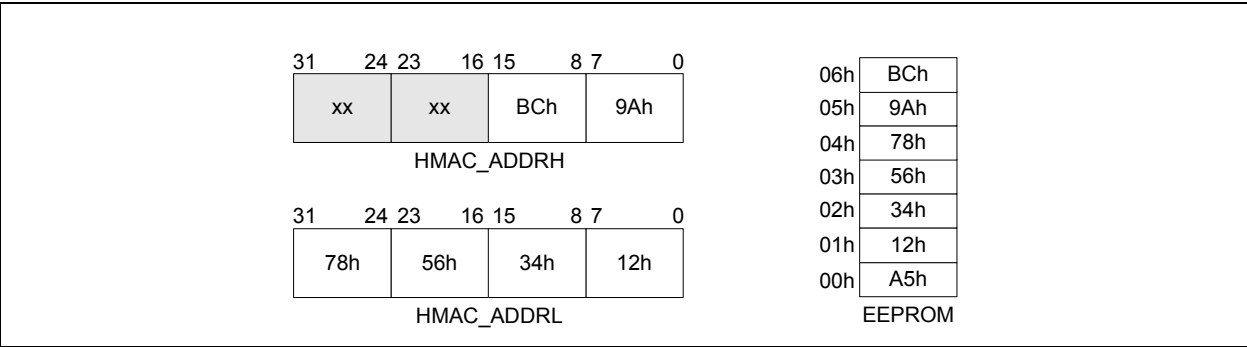 31 24 23 16 15 8 7 0
xx xx BCh 9Ah
HMAC_ADDRH
31 24 23 16 15 8 7 0
78h 56h 34h 12h
HMAC_ADDRL
06h BCh
05h 9Ah
04h 78h
03h 56h
02h 34h
01h 12h
00h A5h
EEPROM